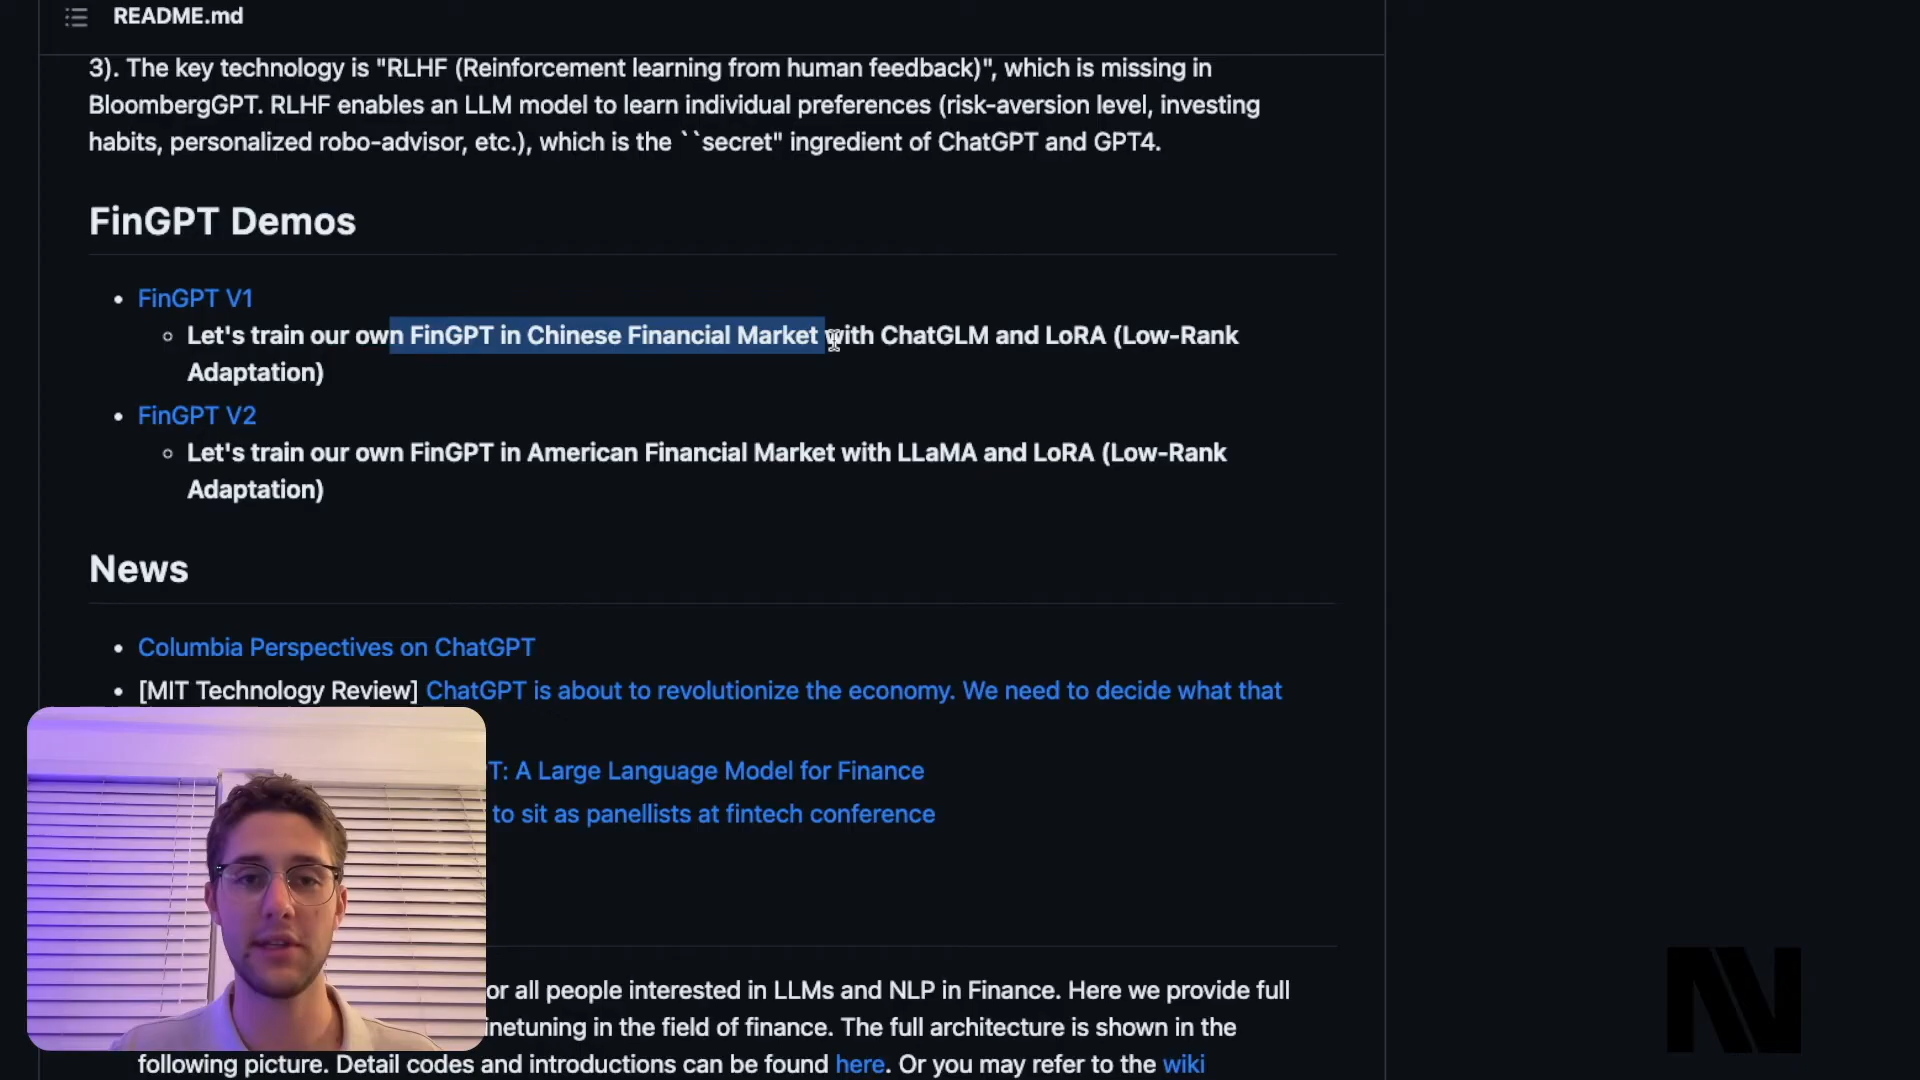 README.md
3). The key technology is "RLHF (Reinforcement learning from human feedback)", which is missing in
BloombergGPT. RLHF enables an LLM model to learn individual preferences (risk-aversion level, investing
habits, personalized robo-advisor, etc.), which is the ``secret" ingredient of ChatGPT and GPT4.
FinGPT Demos
FinGPT V1
Let's train our own FinGPT in Chinese Financial Market with ChatGLM and LoRA (Low-Rank
Adaptation)
FinGPT V2
Let's train our own FinGPT in American Financial Market with LLaMA and LoRA (Low-Rank
Adaptation)
News
Columbia Perspectives on ChatGPT
[MIT Technology Review] ChatGPT is about to revolutionize the economy. We need to decide what that
T: A Large Language Model for Finance
to sit as panellists at fintech conference
or all people interested in LLMs and NLP in Finance. Here we provide full
inetuning in the field of finance. The full architecture is shown in the
following picture. Detail codes and introductions can be found here. Or you may refer to the wiki
N